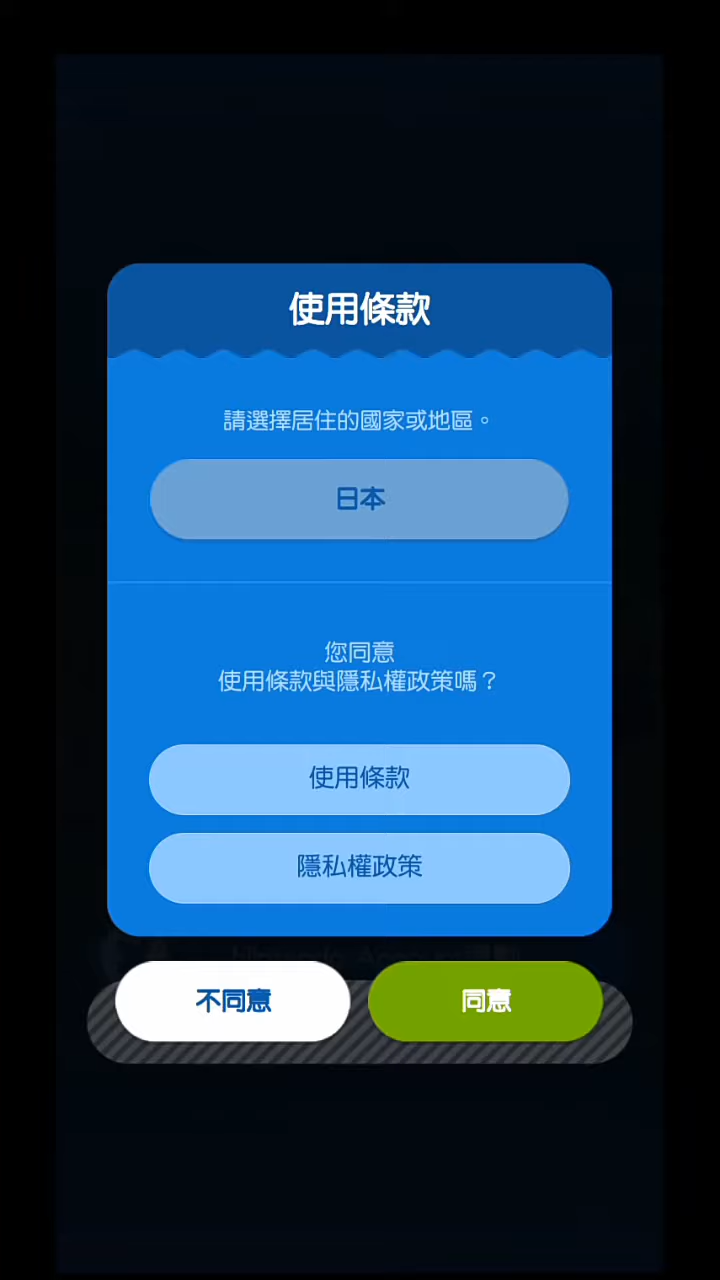 使用條款
請選擇居住的國家或地區。
日本
您同意
使用條款與隱私權政策嗎？
使用條款
隱私權政策
不同意
同意